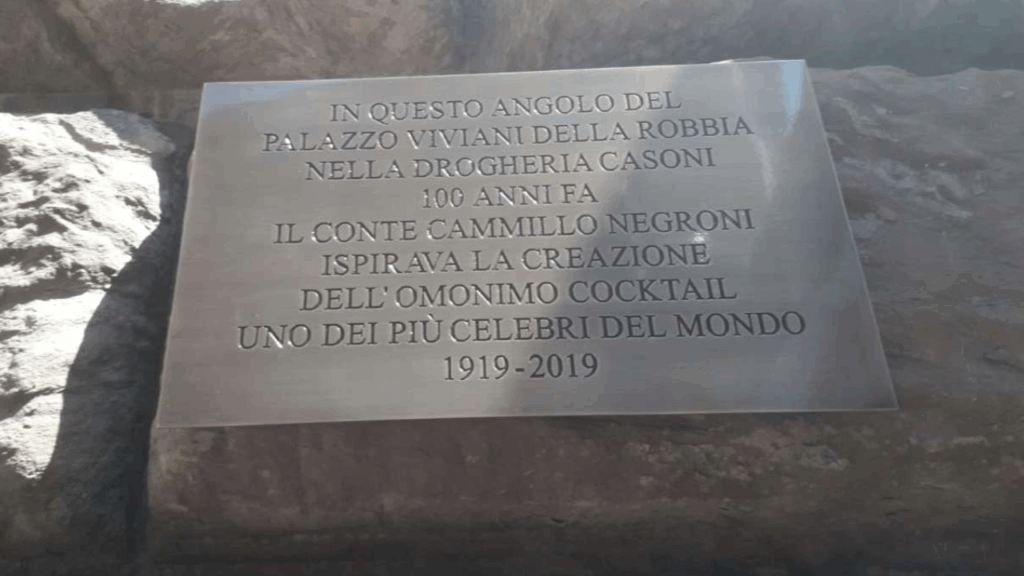 IN QUESTO ANGOLO DEL
PALAZZO VIVIANI DELLA ROBBIA
NELLA DROGHERIA CASONI
100 ANNI FA
IL CONTE CAMMILLO NEGRONI
ISPIRAVA LA CREAZIONE
DELL'OMONIMO COCKTAIL
UNO DEI PIÙ CELEBRI DEL MONDO
1919-2019